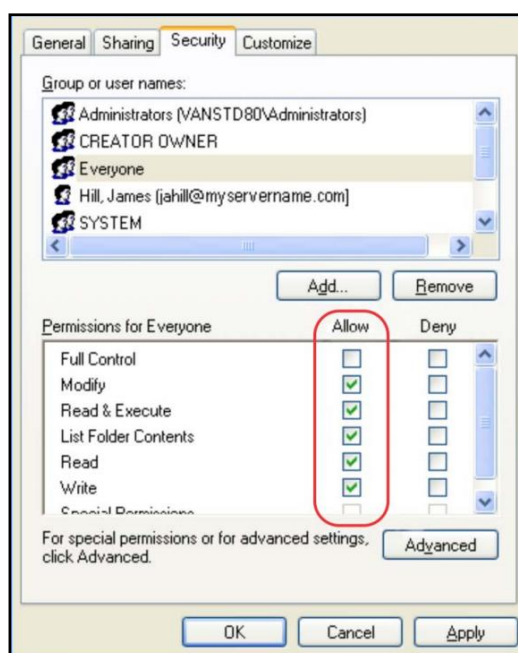 General Sharing Security Customize
Group or user names:
Administrators (VANSTD80\Administrators)
CREATOR OWNER
Everyone
Hill, James (jahill@myservername.com]
SYSTEM
Add... Remove
Permissions for Everyone Allow Deny
Full Control
Modify
Read & Execute
List Folder Contents
Read
Write
Special Permissions
For special permissions or for advanced settings,
click Advanced.
Advanced
OK Cancel Apply